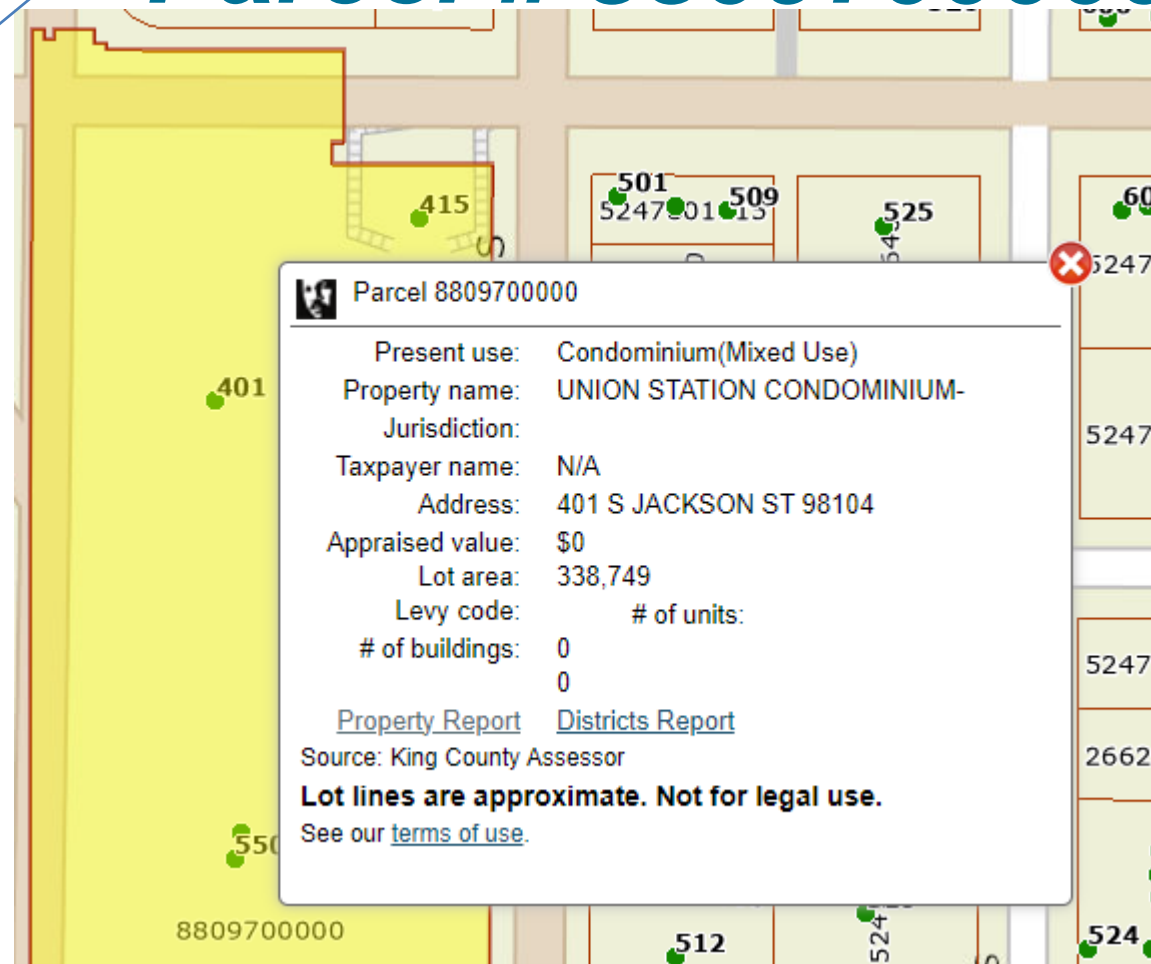 415
501
509
5247
525
401
Parcel 8809700000
Present use: Condominium(Mixed Use)
Property name: UNION STATION CONDOMINIUM-
Jurisdiction:
Taxpayer name: N/A
Address: 401 S JACKSON ST 98104
Appraised value: $0
Lot area: 338,749
Levy code: # of units:
# of buildings: 0
0
Property Report Districts Report
Source: King County Assessor
Lot lines are approximate. Not for legal use.
See our terms of use.
5247
5247
5247
2662
550
8809700000
512
524
524